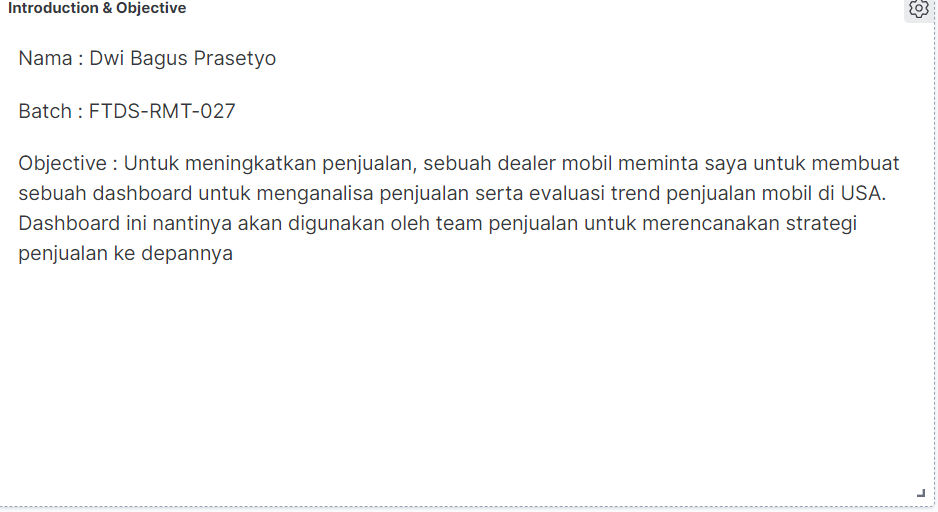 Introduction & Objective
Nama : Dwi Bagus Prasetyo
Batch : FTDS-RMT-027
Objective : Untuk meningkatkan penjualan, sebuah dealer mobil meminta saya untuk membuat
sebuah dashboard untuk menganalisa penjualan serta evaluasi trend penjualan mobil di USA.
Dashboard ini nantinya akan digunakan oleh team penjualan untuk merencanakan strategi
penjualan ke depannya